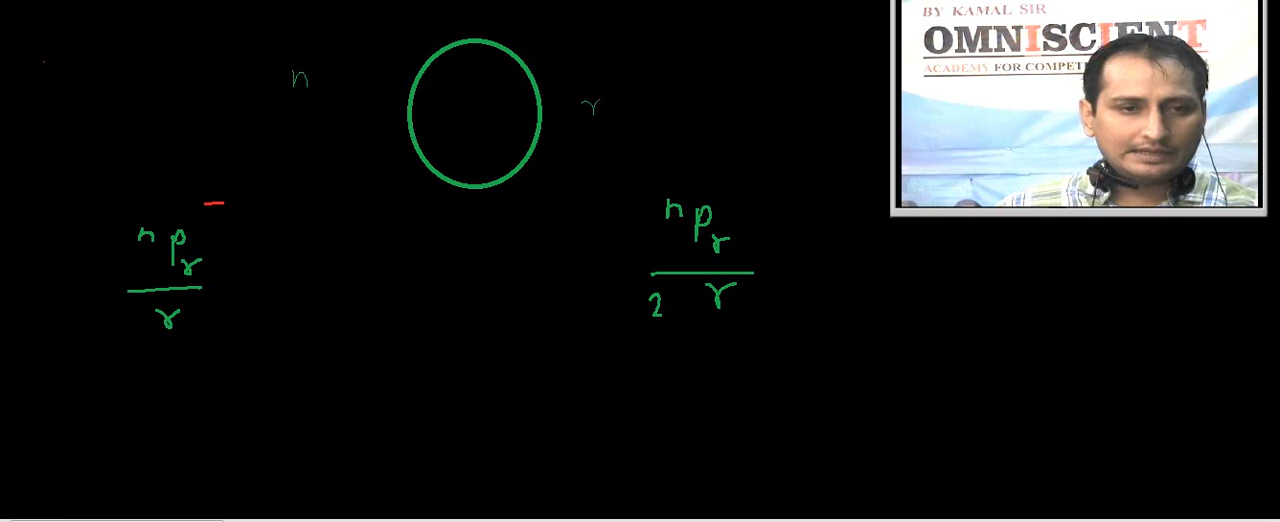 BY KAMAL SIR
OMNISCIENT
ACADEMY FOR COMPET
n
r
nPr
r
nPr
2 r